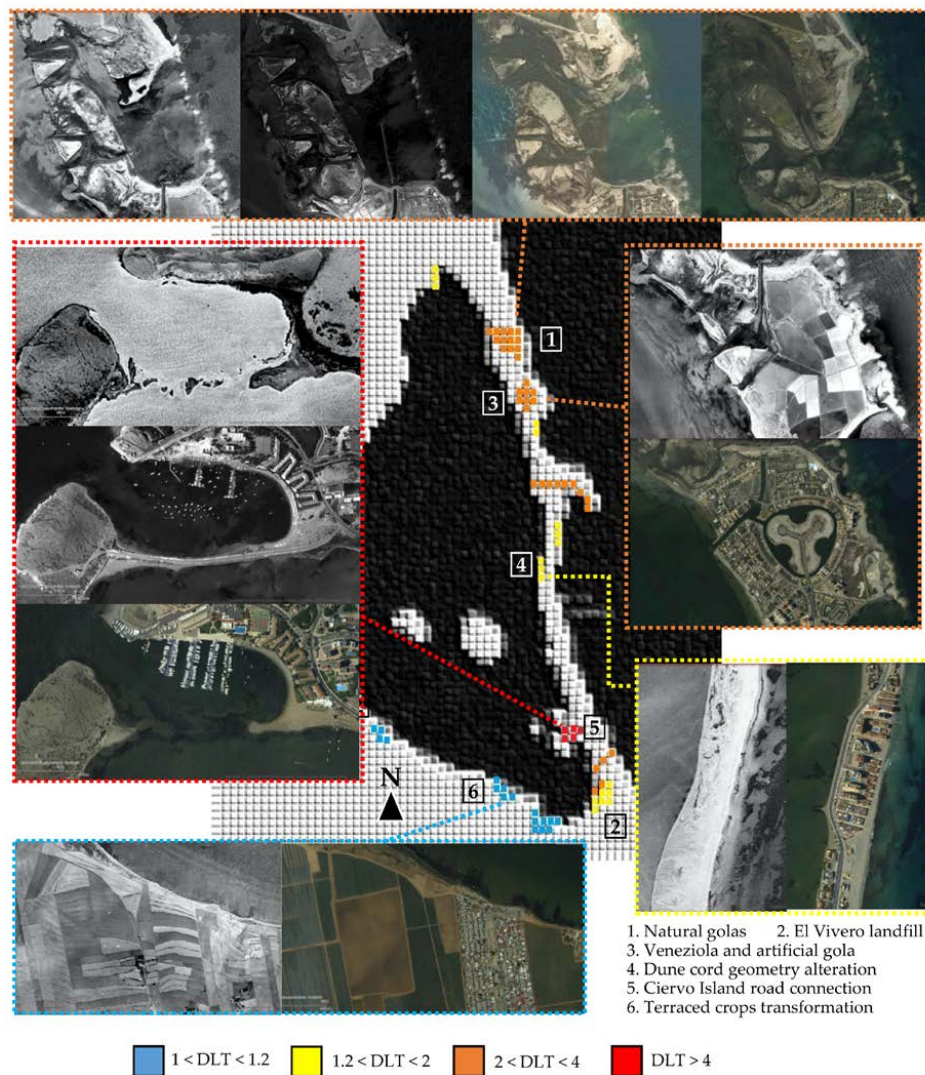 1
3
4
5
N
6
2
1. Natural golas 2. El Vivero landfill
3. Veneziola and artificial gola
4. Dune cord geometry alteration
5. Ciervo Island road connection
6. Terraced crops transformation
1 < DLT < 1.2
1.2 < DLT < 2
2 < DLT < 4
DLT > 4